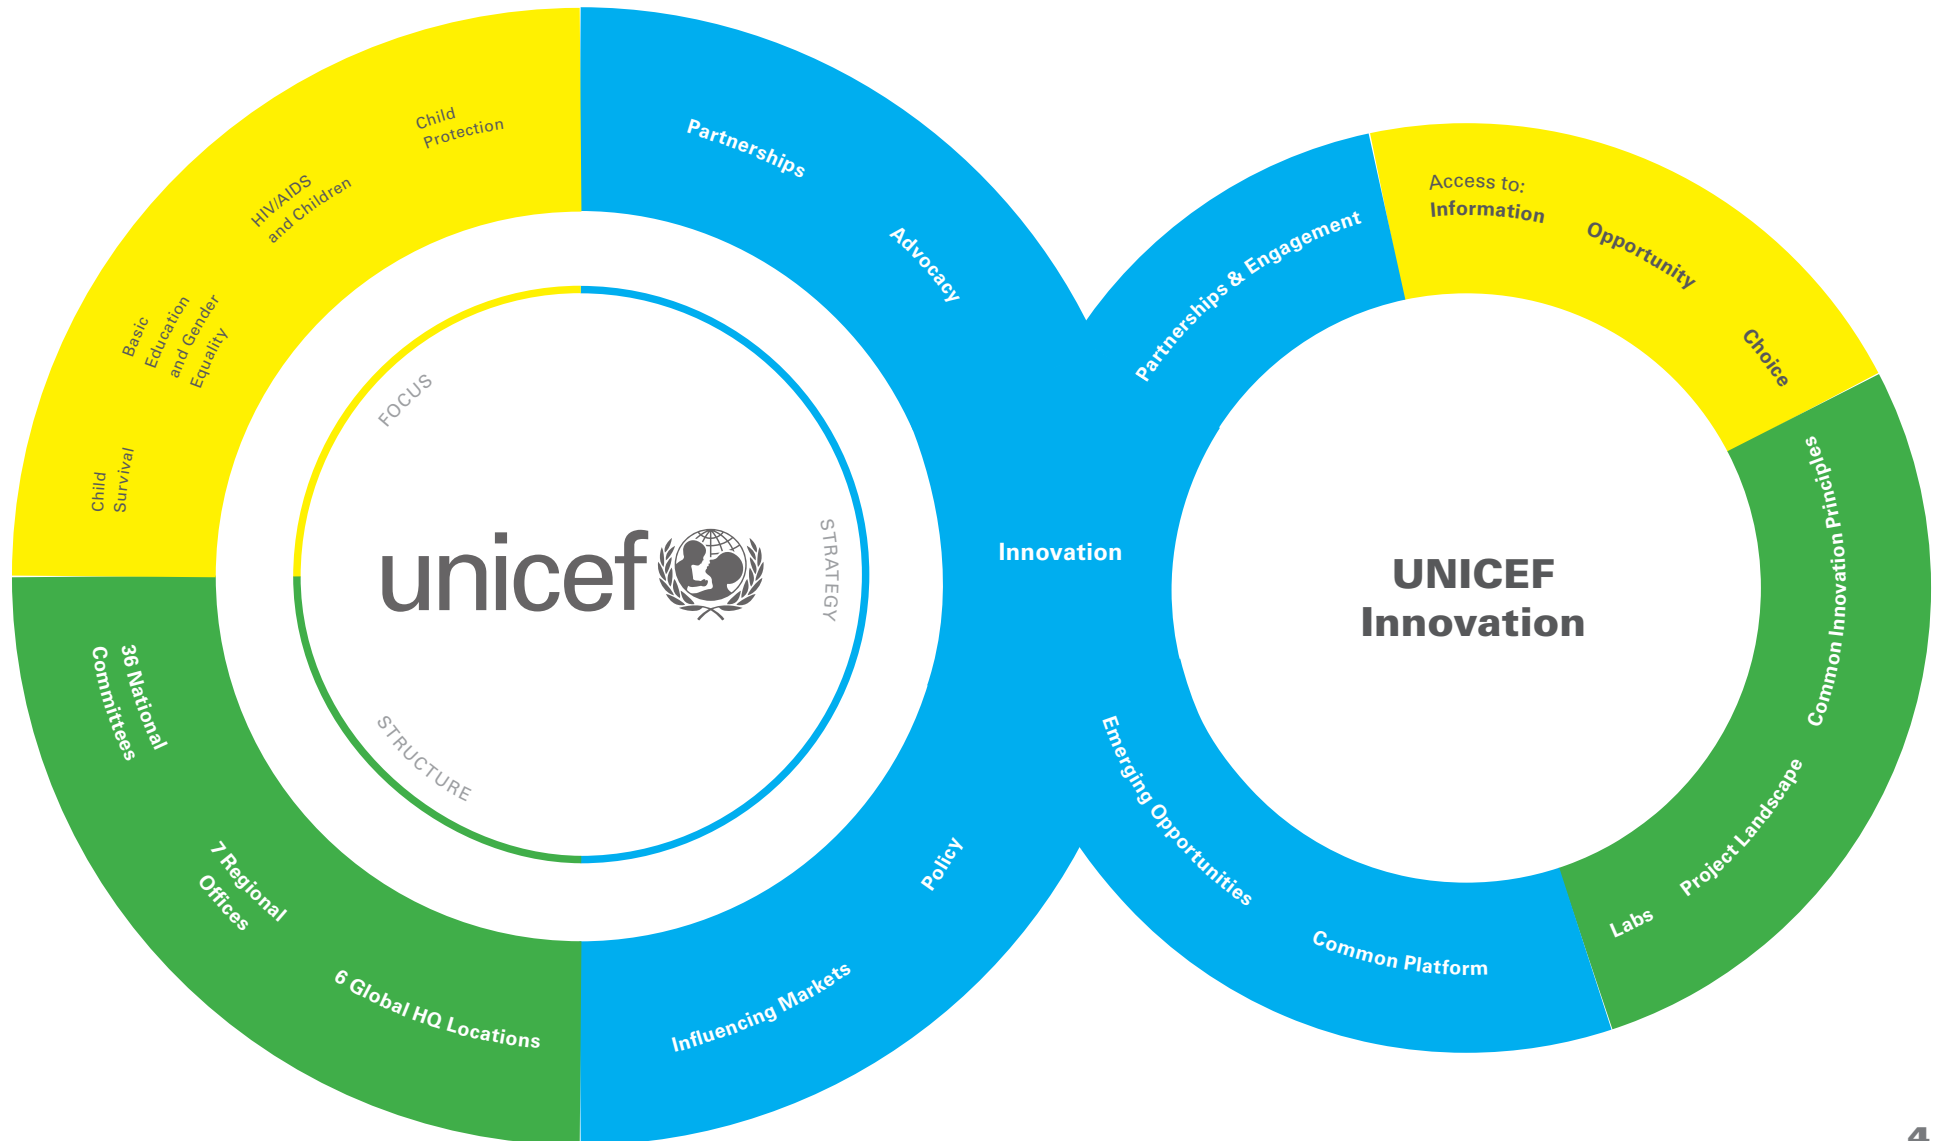 Child
Protection
HIV/AIDS
and Children
Basic
Education
and Gender
Equality
Child
Survival
Partnerships
Advocacy
Innovation
Policy
Influencing Markets
36 National
Committees
7 Regional
Offices
6 Global HQ Locations
FOCUS
STRATEGY
STRUCTURE
unicef
Partnerships & Engagement
Access to:
Information
Opportunity
Choice
Common Innovation Principles
Project Landscape
Labs
Common Platform
Emerging Opportunities
UNICEF
Innovation
4